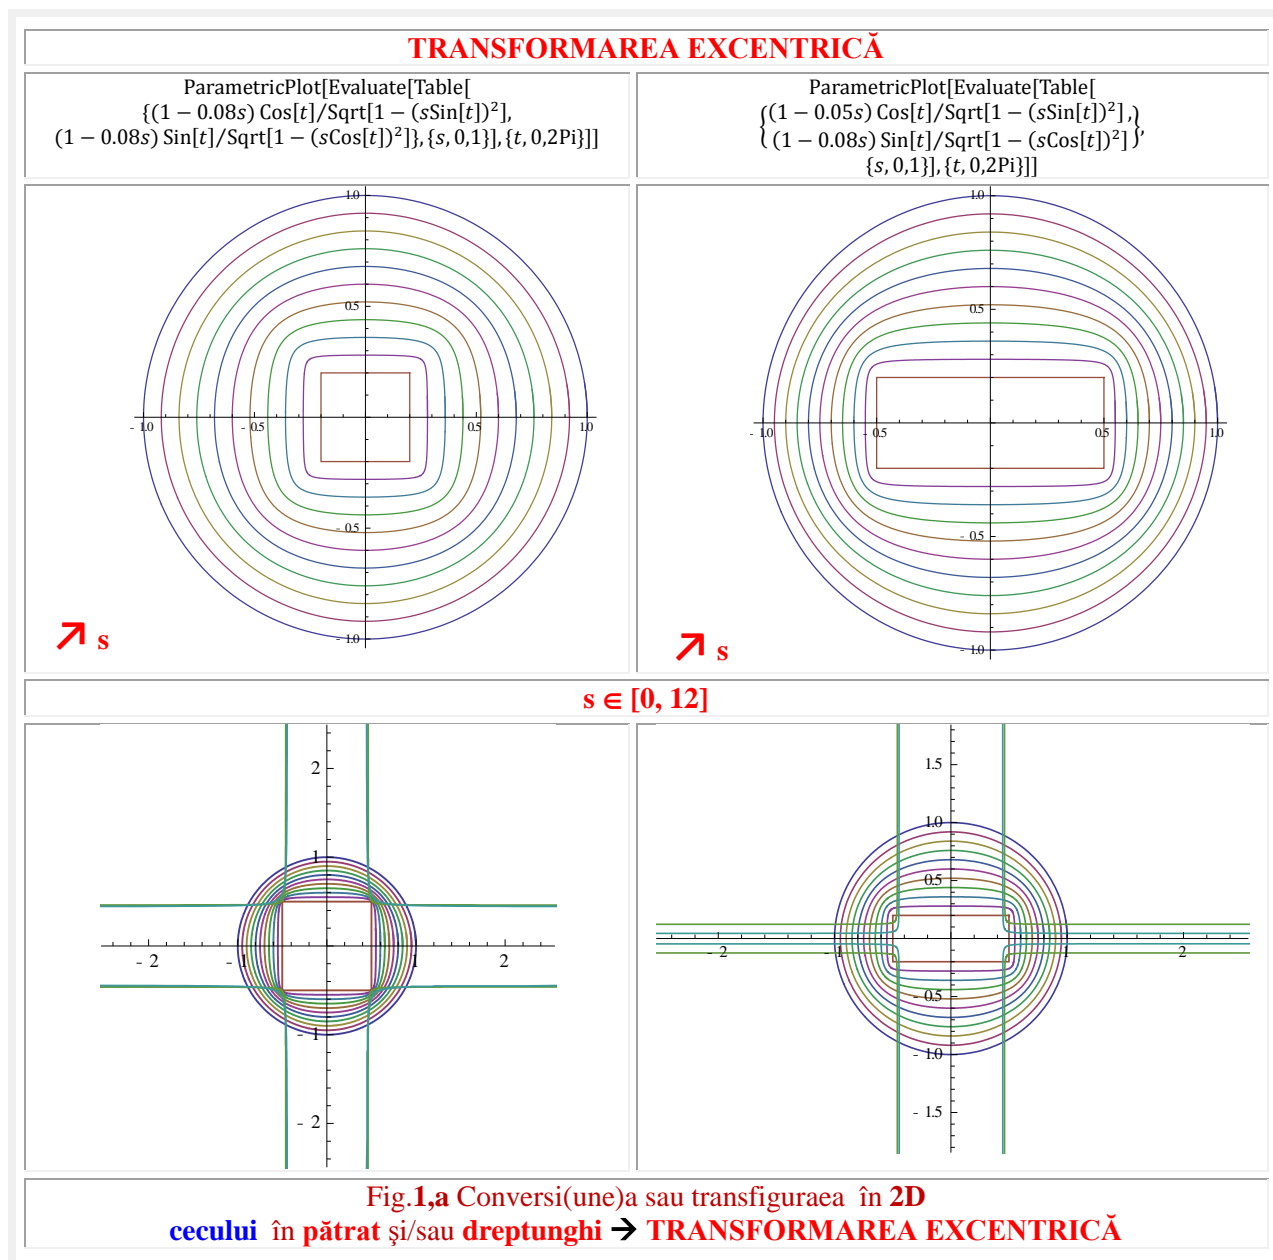 TRANSFORMAREA EXCENTRICĂ
ParametricPlot[Evaluate[Table[
{(1 − 0.08s) Cos[t]/Sqrt[1 − (sSin[t])²],
(1 − 0.08s) Sin[t]/Sqrt[1 − (sCos[t])²]}, {s, 0,1}], {t, 0,2Pi}]]
ParametricPlot[Evaluate[Table[
{(1 − 0.05s) Cos[t]/Sqrt[1 − (sSin[t])²] ,
(1 − 0.08s) Sin[t]/Sqrt[1 − (sCos[t])²] },
{s, 0,1}], {t, 0,2Pi}]]
1.0
0.5
- 1.0 - 0.5 0.5 1.0
- 0.5
- 1.0
↗ s
1.0
0.5
- 1.0 - 0.5 0.5 1.0
- 0.5
- 1.0
↗ s
s ∈ [0, 12]
2
1
- 2 - 1 1 2
- 1
- 2
1.5
1.0
0.5
- 2 - 1 1 2
- 0.5
- 1.0
- 1.5
Fig.1,a Conversi(une)a sau transfiguraea în 2D
cecului în pătrat şi/sau dreptunghi → TRANSFORMAREA EXCENTRICĂ